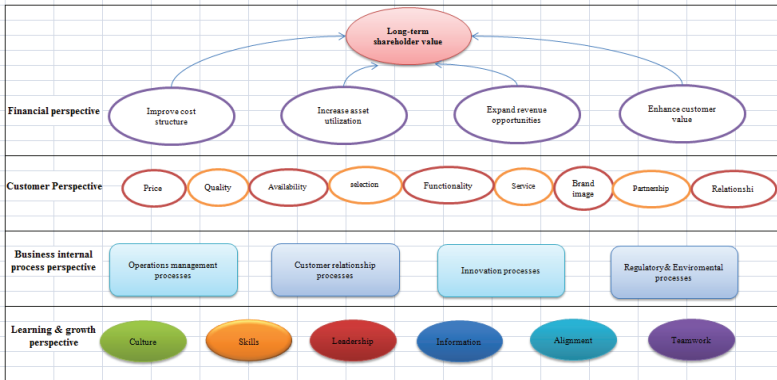 Long-term
shareholder value
Financial perspective
Improve cost
structure
Increase asset
utilization
Expand revenue
opportunities
Enhance customer
value
Customer Perspective
Price
Quality
Availability
selection
Functionality
Service
Brand
image
Partnership
Relationshi
Business internal
process perspective
Operations management
processes
Customer relationship
processes
Innovation processes
Regulatory & Enviromental
processes
Learning & growth
perspective
Culture
Skills
Leadership
Information
Alignment
Teamwork